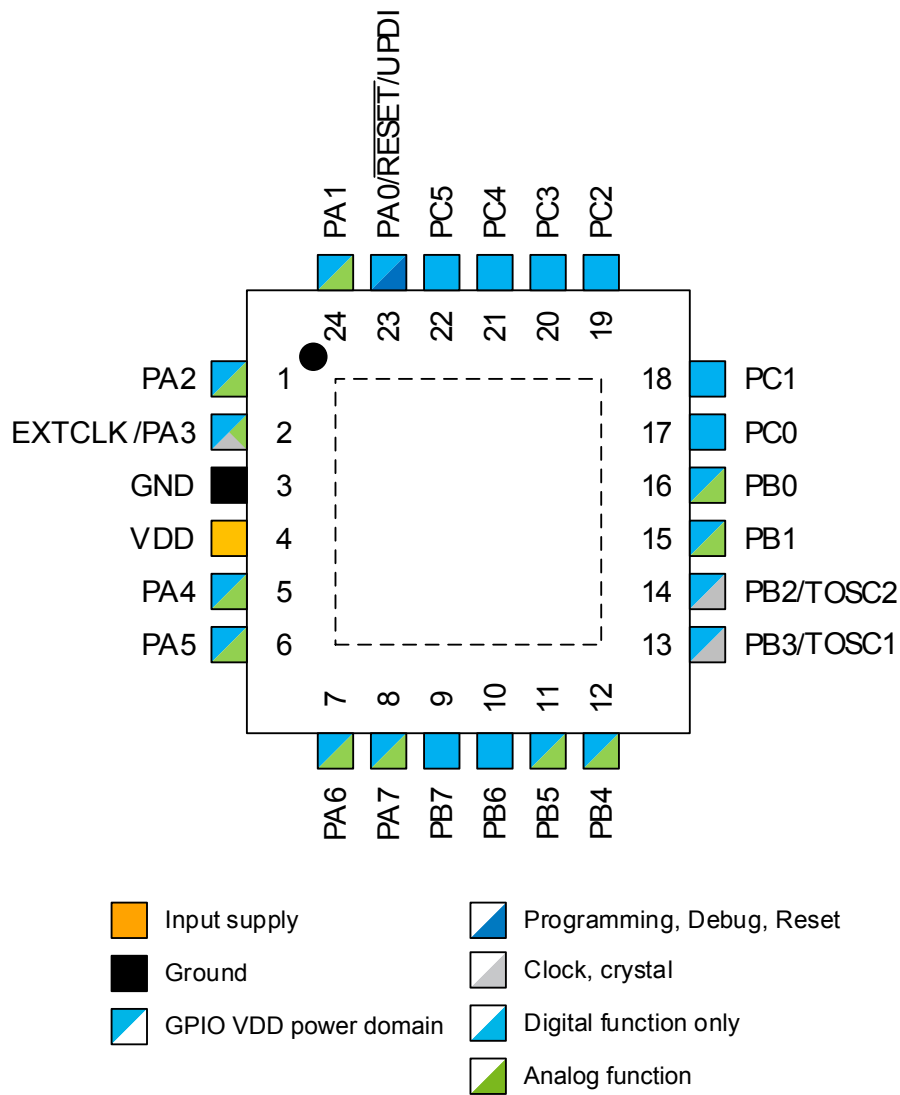 PA1
PA0/RESET/UPDI
PC5
PC4
PC3
PC2
24
23
22
21
20
19
PA2
1
18
PC1
EXTCLK/PA3
2
17
PC0
GND
3
16
PB0
VDD
4
15
PB1
PA4
5
14
PB2/TOSC2
PA5
6
13
PB3/TOSC1
7
8
9
10
11
12
PA6
PA7
PB7
PB6
PB5
PB4
Input supply
Ground
GPIO VDD power domain
Programming, Debug, Reset
Clock, crystal
Digital function only
Analog function